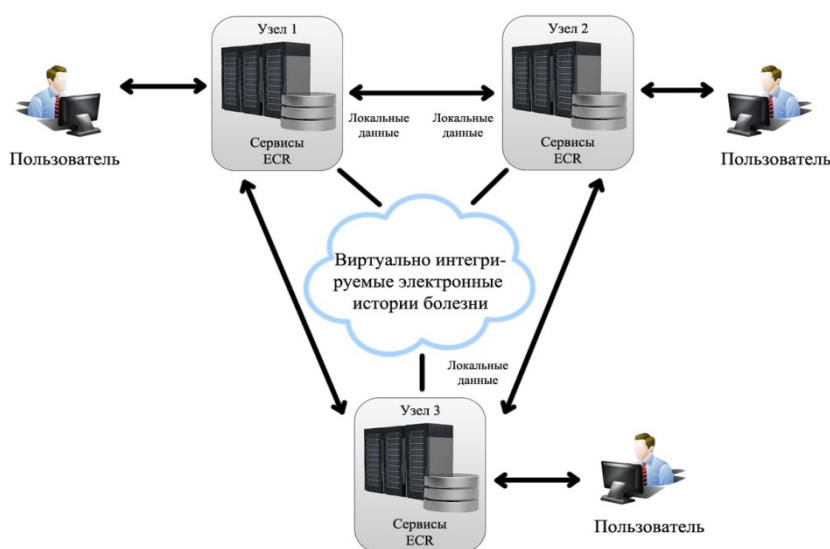 Узел 1
Узел 2
Локальные
данные
Локальные
данные
Сервисы
ECR
Сервисы
ECR
Пользователь
Пользователь
Виртуально интегри-
руемые электронные
истории болезни
Локальные
данные
Узел 3
Сервисы
ECR
Пользователь